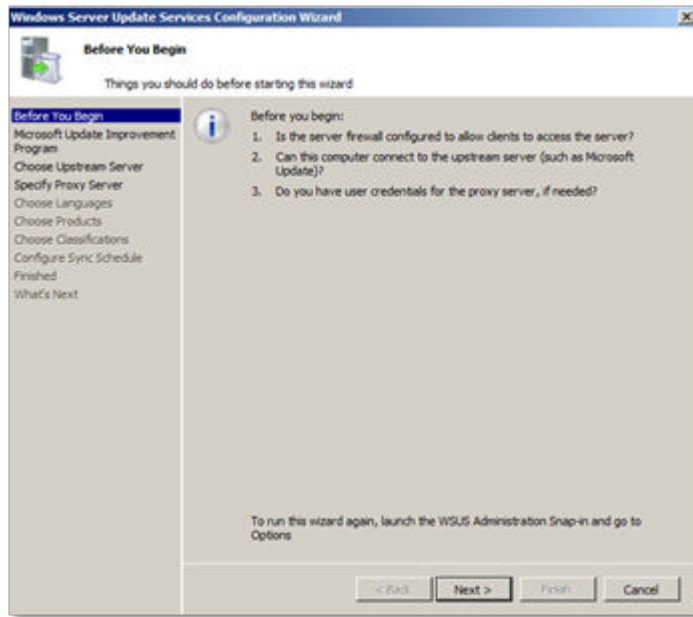 Windows Server Update Services Configuration Wizard
Before You Begin
Things you should do before starting this wizard
Before You Begin
Microsoft Update Improvement
Program
Choose Upstream Server
Specify Proxy Server
Choose Languages
Choose Products
Choose Classifications
Configure Sync Schedule
Finished
What's Next
Before you begin:
1. Is the server firewall configured to allow clients to access the server?
2. Can this computer connect to the upstream server (such as Microsoft
Update)?
3. Do you have user credentials for the proxy server, if needed?
To run this wizard again, launch the WSUS Administration Snap-in and go to
Options
< Back
Next >
Finish
Cancel